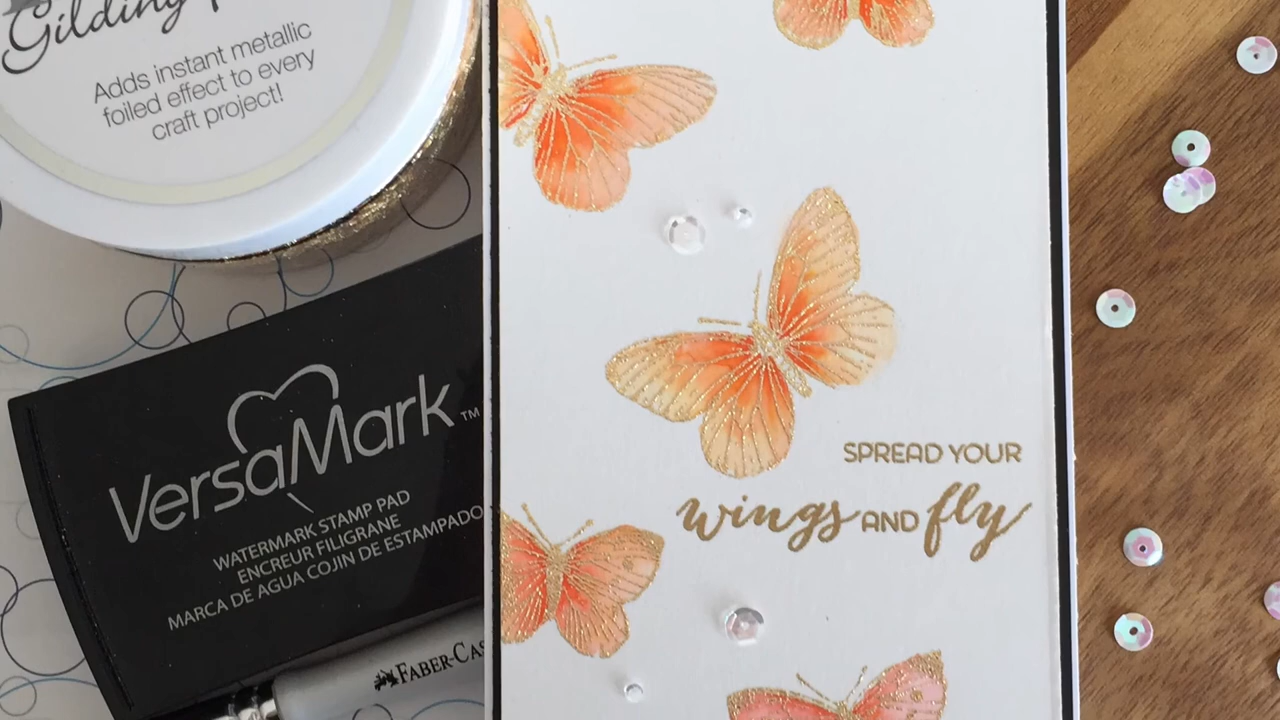 Gilding
Adds instant metallic
foiled effect to every
craft project!
VersaMark™
WATERMARK STAMP PAD
ENCREUR FILIGRANE
MARCA DE AGUA COJIN DE ESTAMPADO
FABER-CAS
SPREAD YOUR
wings AND fly